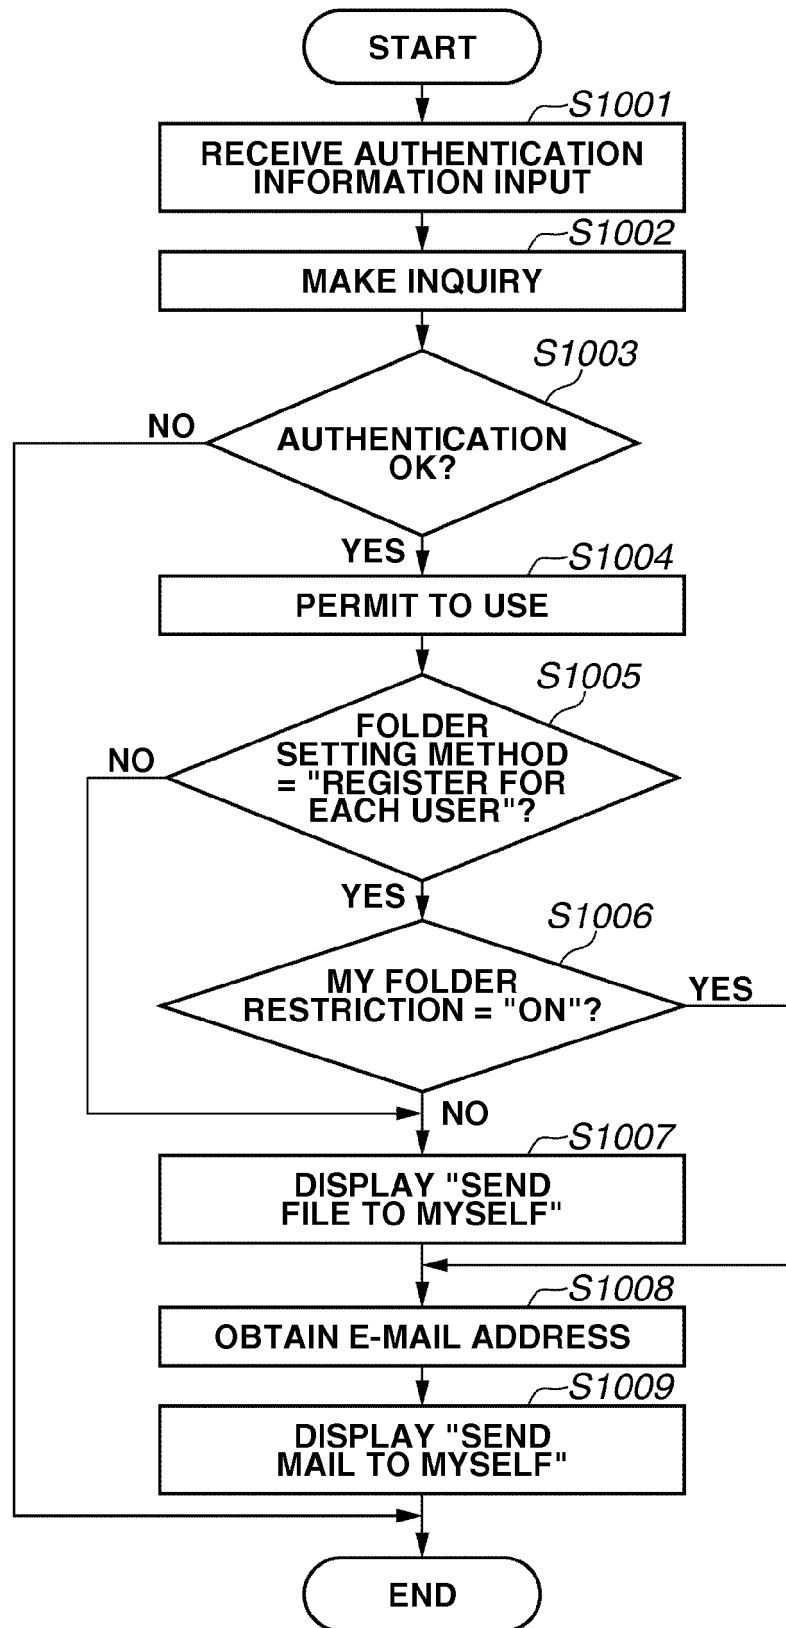 START
S1001
RECEIVE AUTHENTICATION
INFORMATION INPUT
S1002
MAKE INQUIRY
S1003
NO
AUTHENTICATION
OK?
YES
S1004
PERMIT TO USE
S1005
NO
FOLDER
SETTING METHOD
= "REGISTER FOR
EACH USER"?
YES
S1006
MY FOLDER
RESTRICTION = "ON"?
YES
NO
S1007
DISPLAY "SEND
FILE TO MYSELF"
S1008
OBTAIN E-MAIL ADDRESS
S1009
DISPLAY "SEND
MAIL TO MYSELF"
END